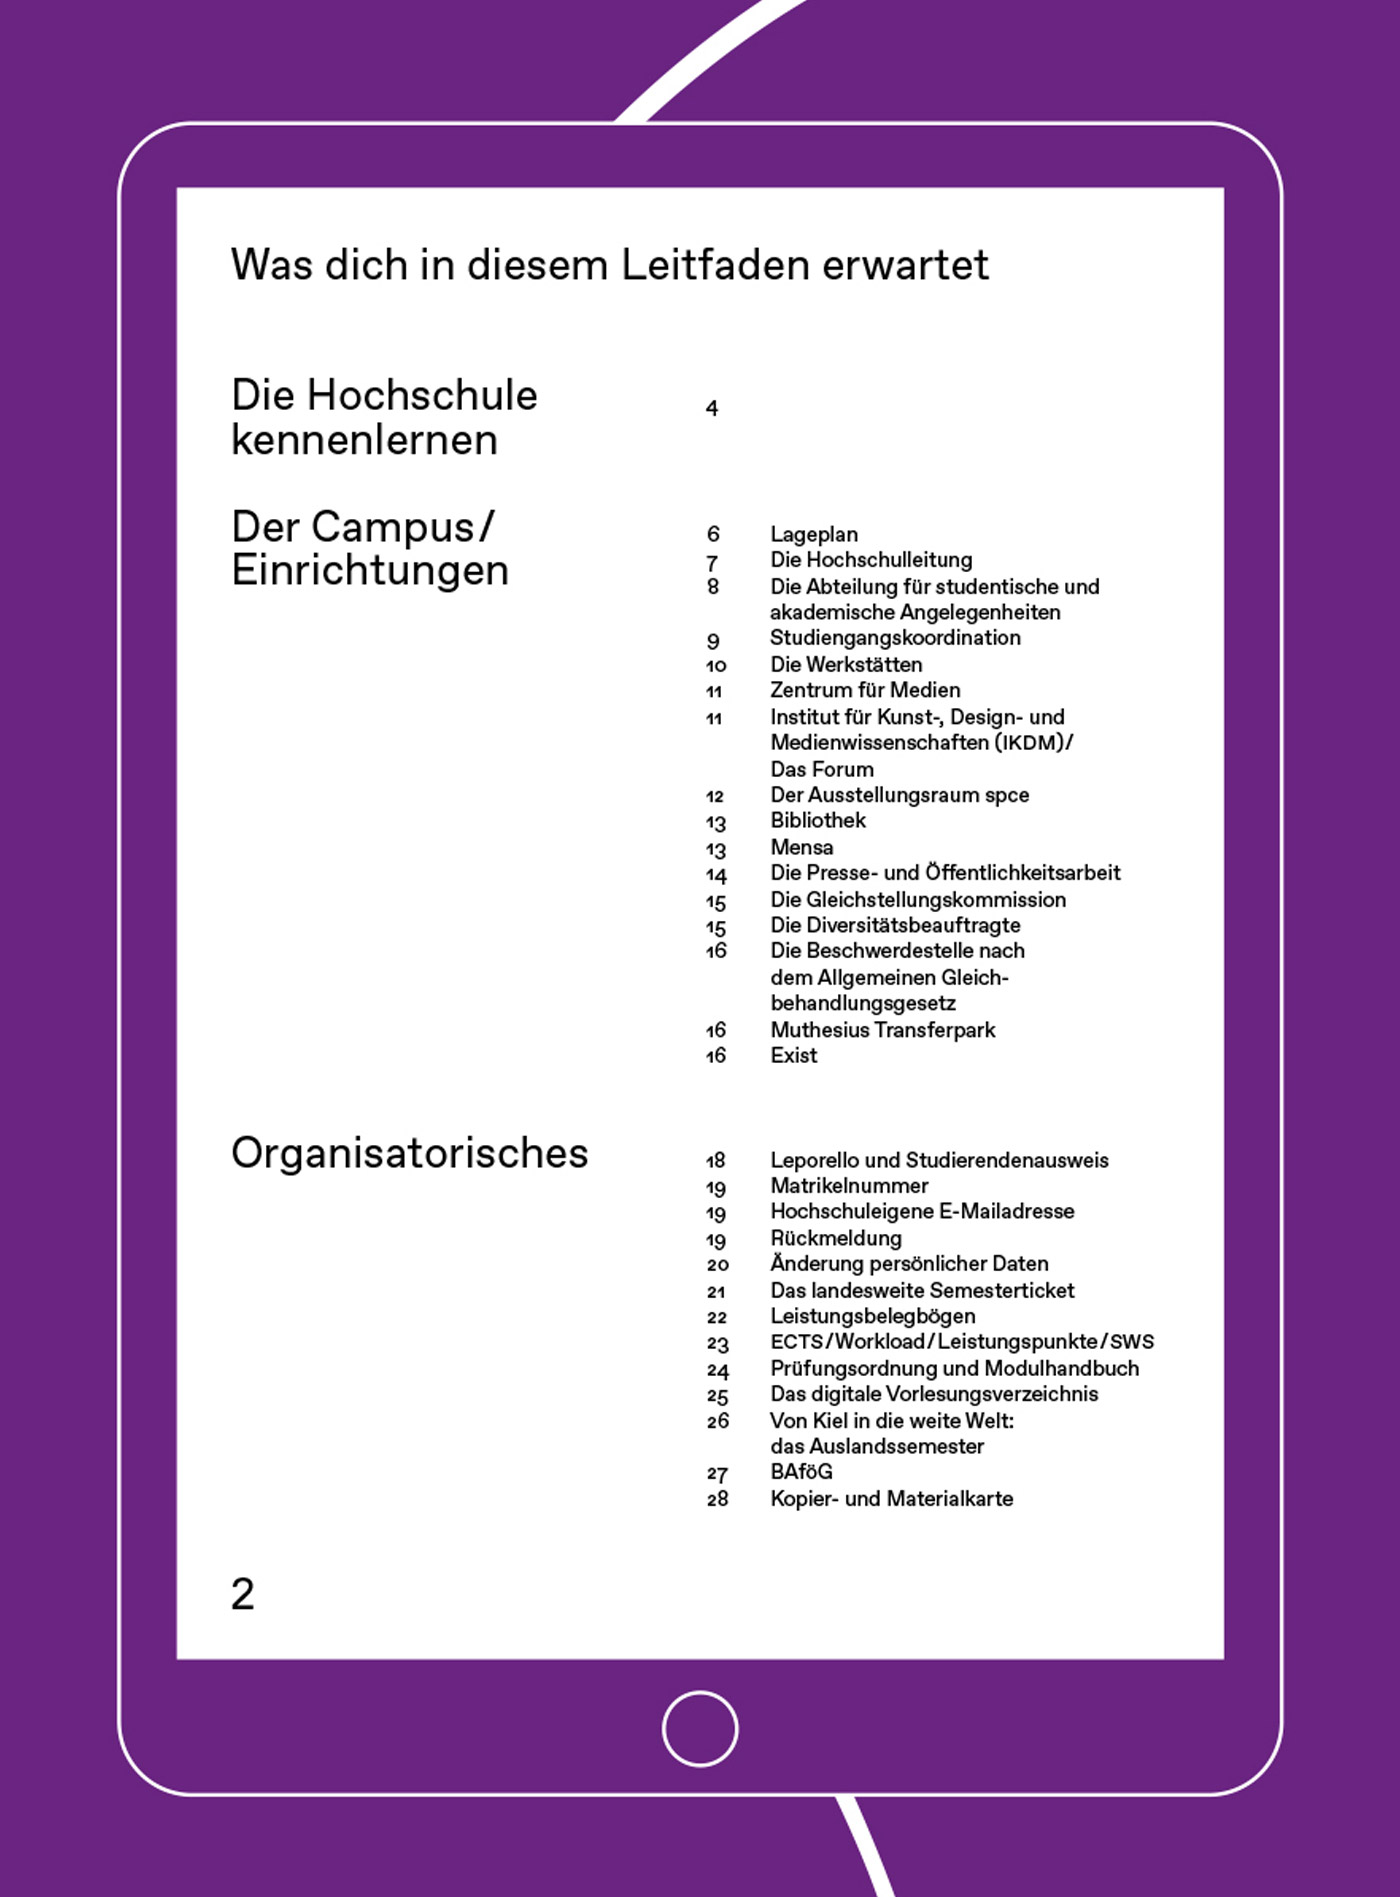 Was dich in diesem Leitfaden erwartet
Die Hochschule
kennenlernen
4
Der Campus/
Einrichtungen
6 Lageplan
7 Die Hochschulleitung
8 Die Abteilung für studentische und
akademische Angelegenheiten
9 Studiengangskoordination
10 Die Werkstätten
11 Zentrum für Medien
11 Institut für Kunst-, Design- und
Medienwissenschaften (IKDM)/
Das Forum
12 Der Ausstellungsraum spce
13 Bibliothek
13 Mensa
14 Die Presse- und Öffentlichkeitsarbeit
15 Die Gleichstellungskommission
15 Die Diversitätsbeauftragte
16 Die Beschwerdestelle nach
dem Allgemeinen Gleich-
behandlungsgesetz
16 Muthesius Transferpark
16 Exist
Organisatorisches
18 Leporello und Studierendenausweis
19 Matrikelnummer
19 Hochschuleigene E-Mailadresse
19 Rückmeldung
20 Änderung persönlicher Daten
21 Das landesweite Semesterticket
22 Leistungsbelegbögen
23 ECTS/Workload/Leistungspunkte/SWS
24 Prüfungsordnung und Modulhandbuch
25 Das digitale Vorlesungsverzeichnis
26 Von Kiel in die weite Welt:
das Auslandssemester
27 BAföG
28 Kopier- und Materialkarte
2